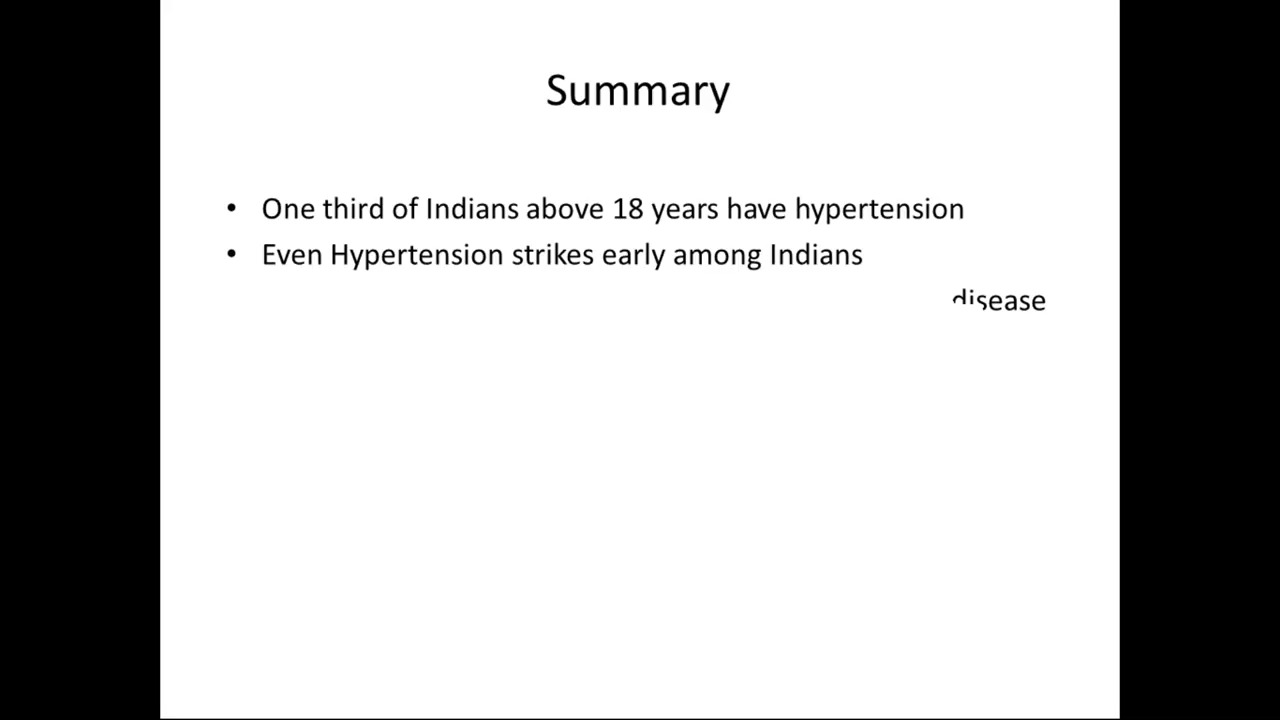 Summary
• One third of Indians above 18 years have hypertension
• Even Hypertension strikes early among Indians
disease